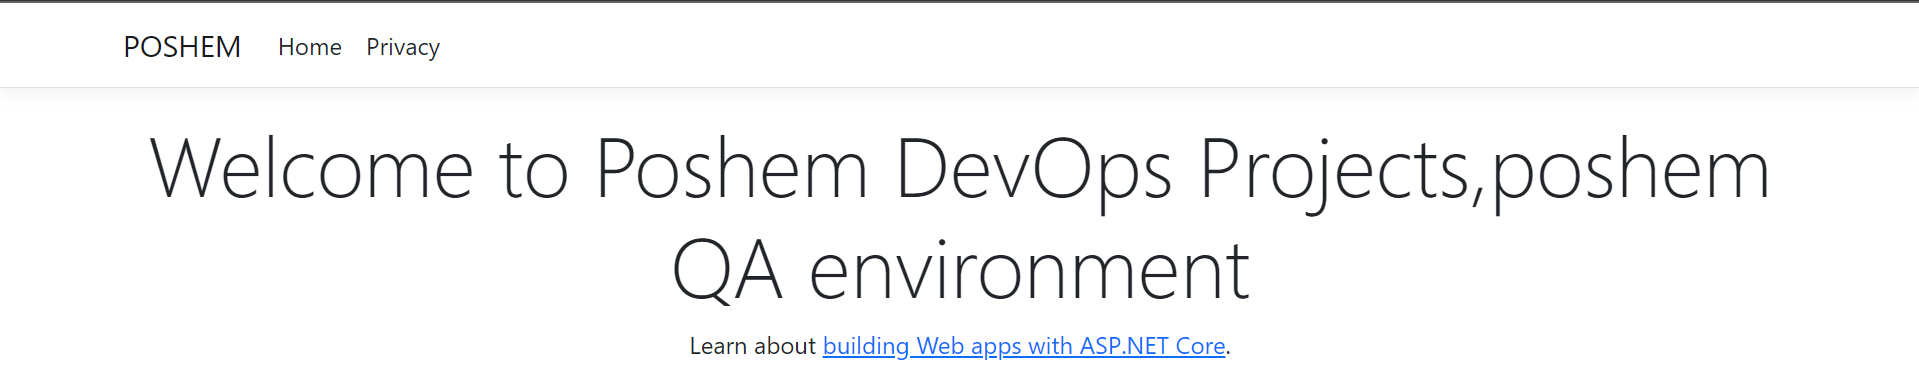 POSHEM Home Privacy
Welcome to Poshem DevOps Projects,poshem
QA environment
Learn about building Web apps with ASP.NET Core.